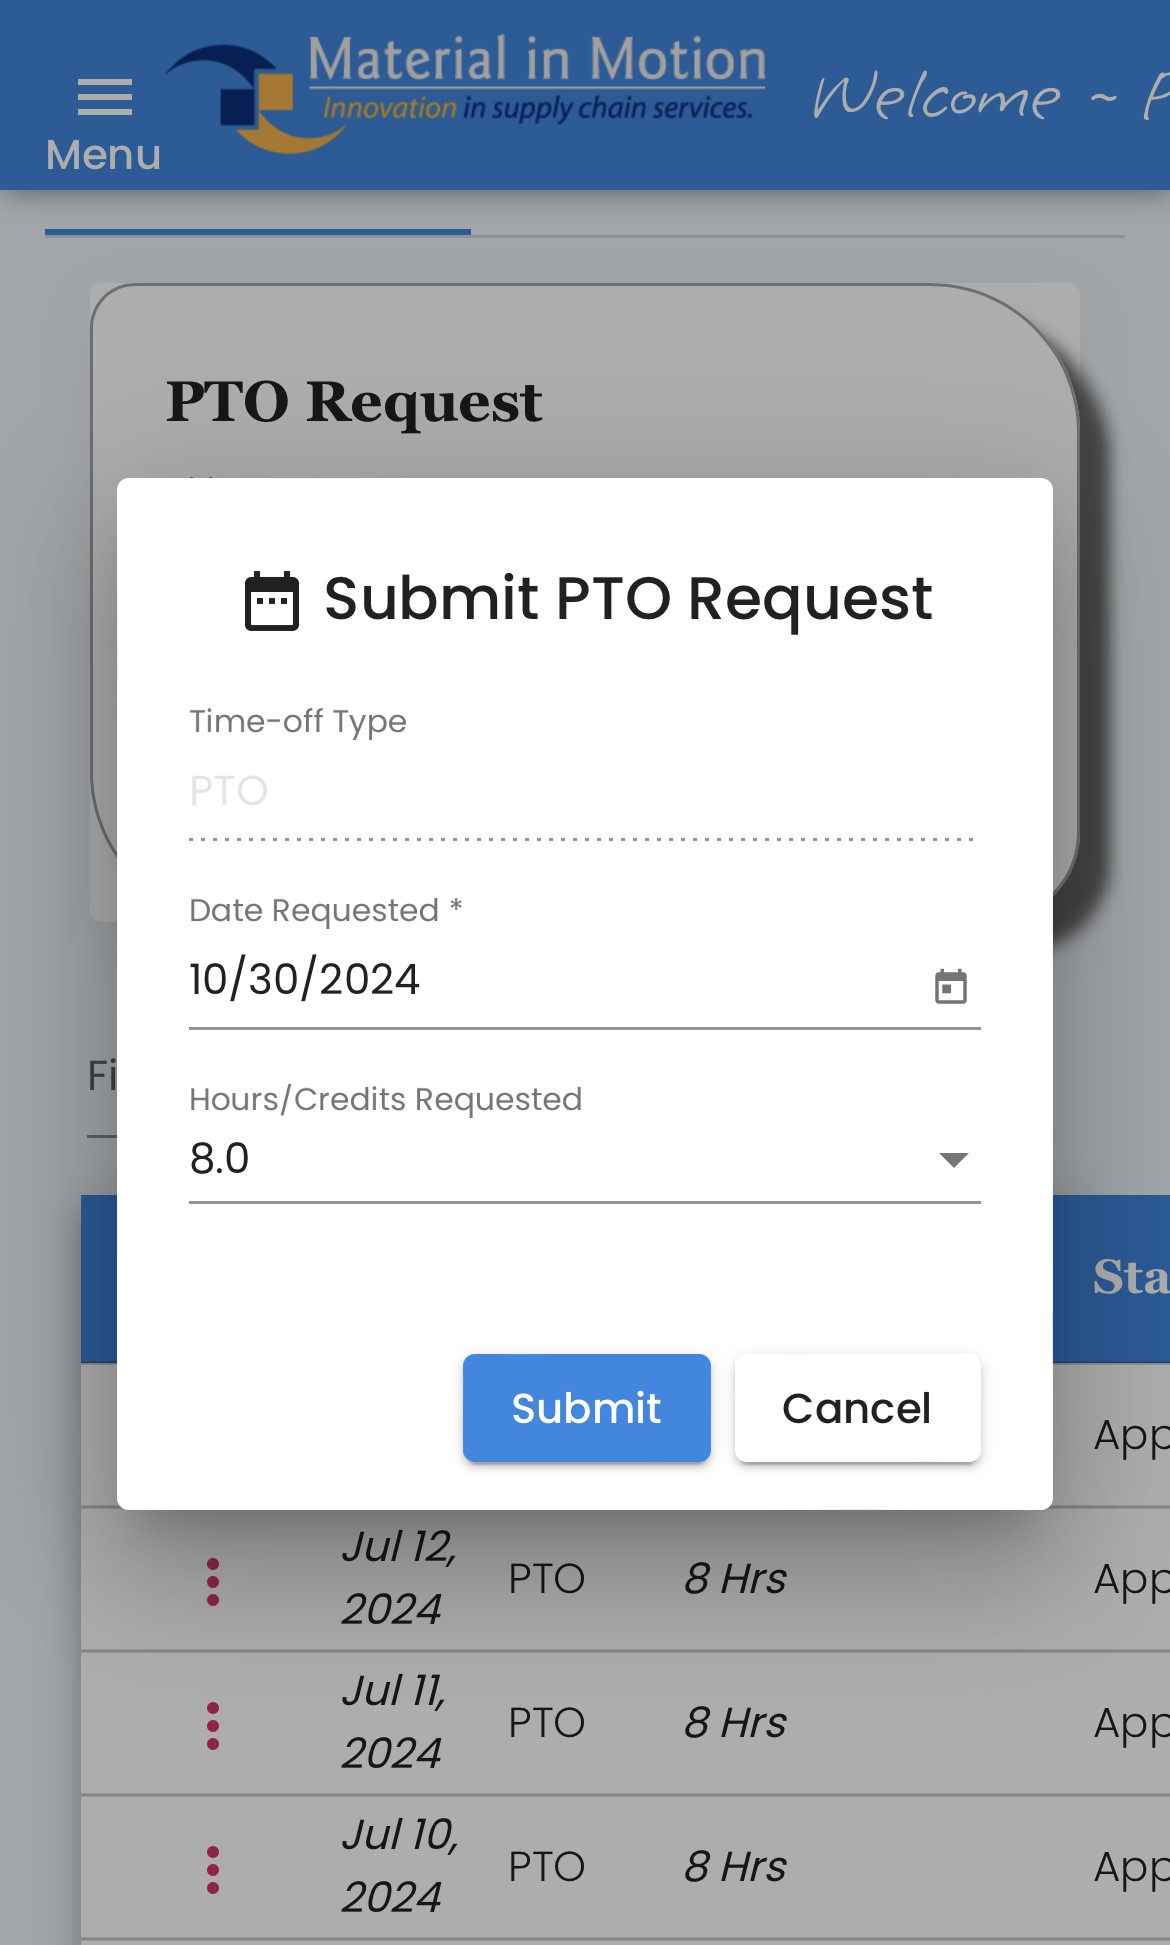 Menu
Material in Motion
Innovation in supply chain services.
Welcome ~ P
PTO Request
Submit PTO Request
Time-off Type
PTO
Date Requested *
10/30/2024
Fi
Hours/Credits Requested
8.0
Sta
Submit Cancel
App
Jul 12,
2024 PTO 8 Hrs App
Jul 11,
2024 PTO 8 Hrs App
Jul 10,
2024 PTO 8 Hrs App